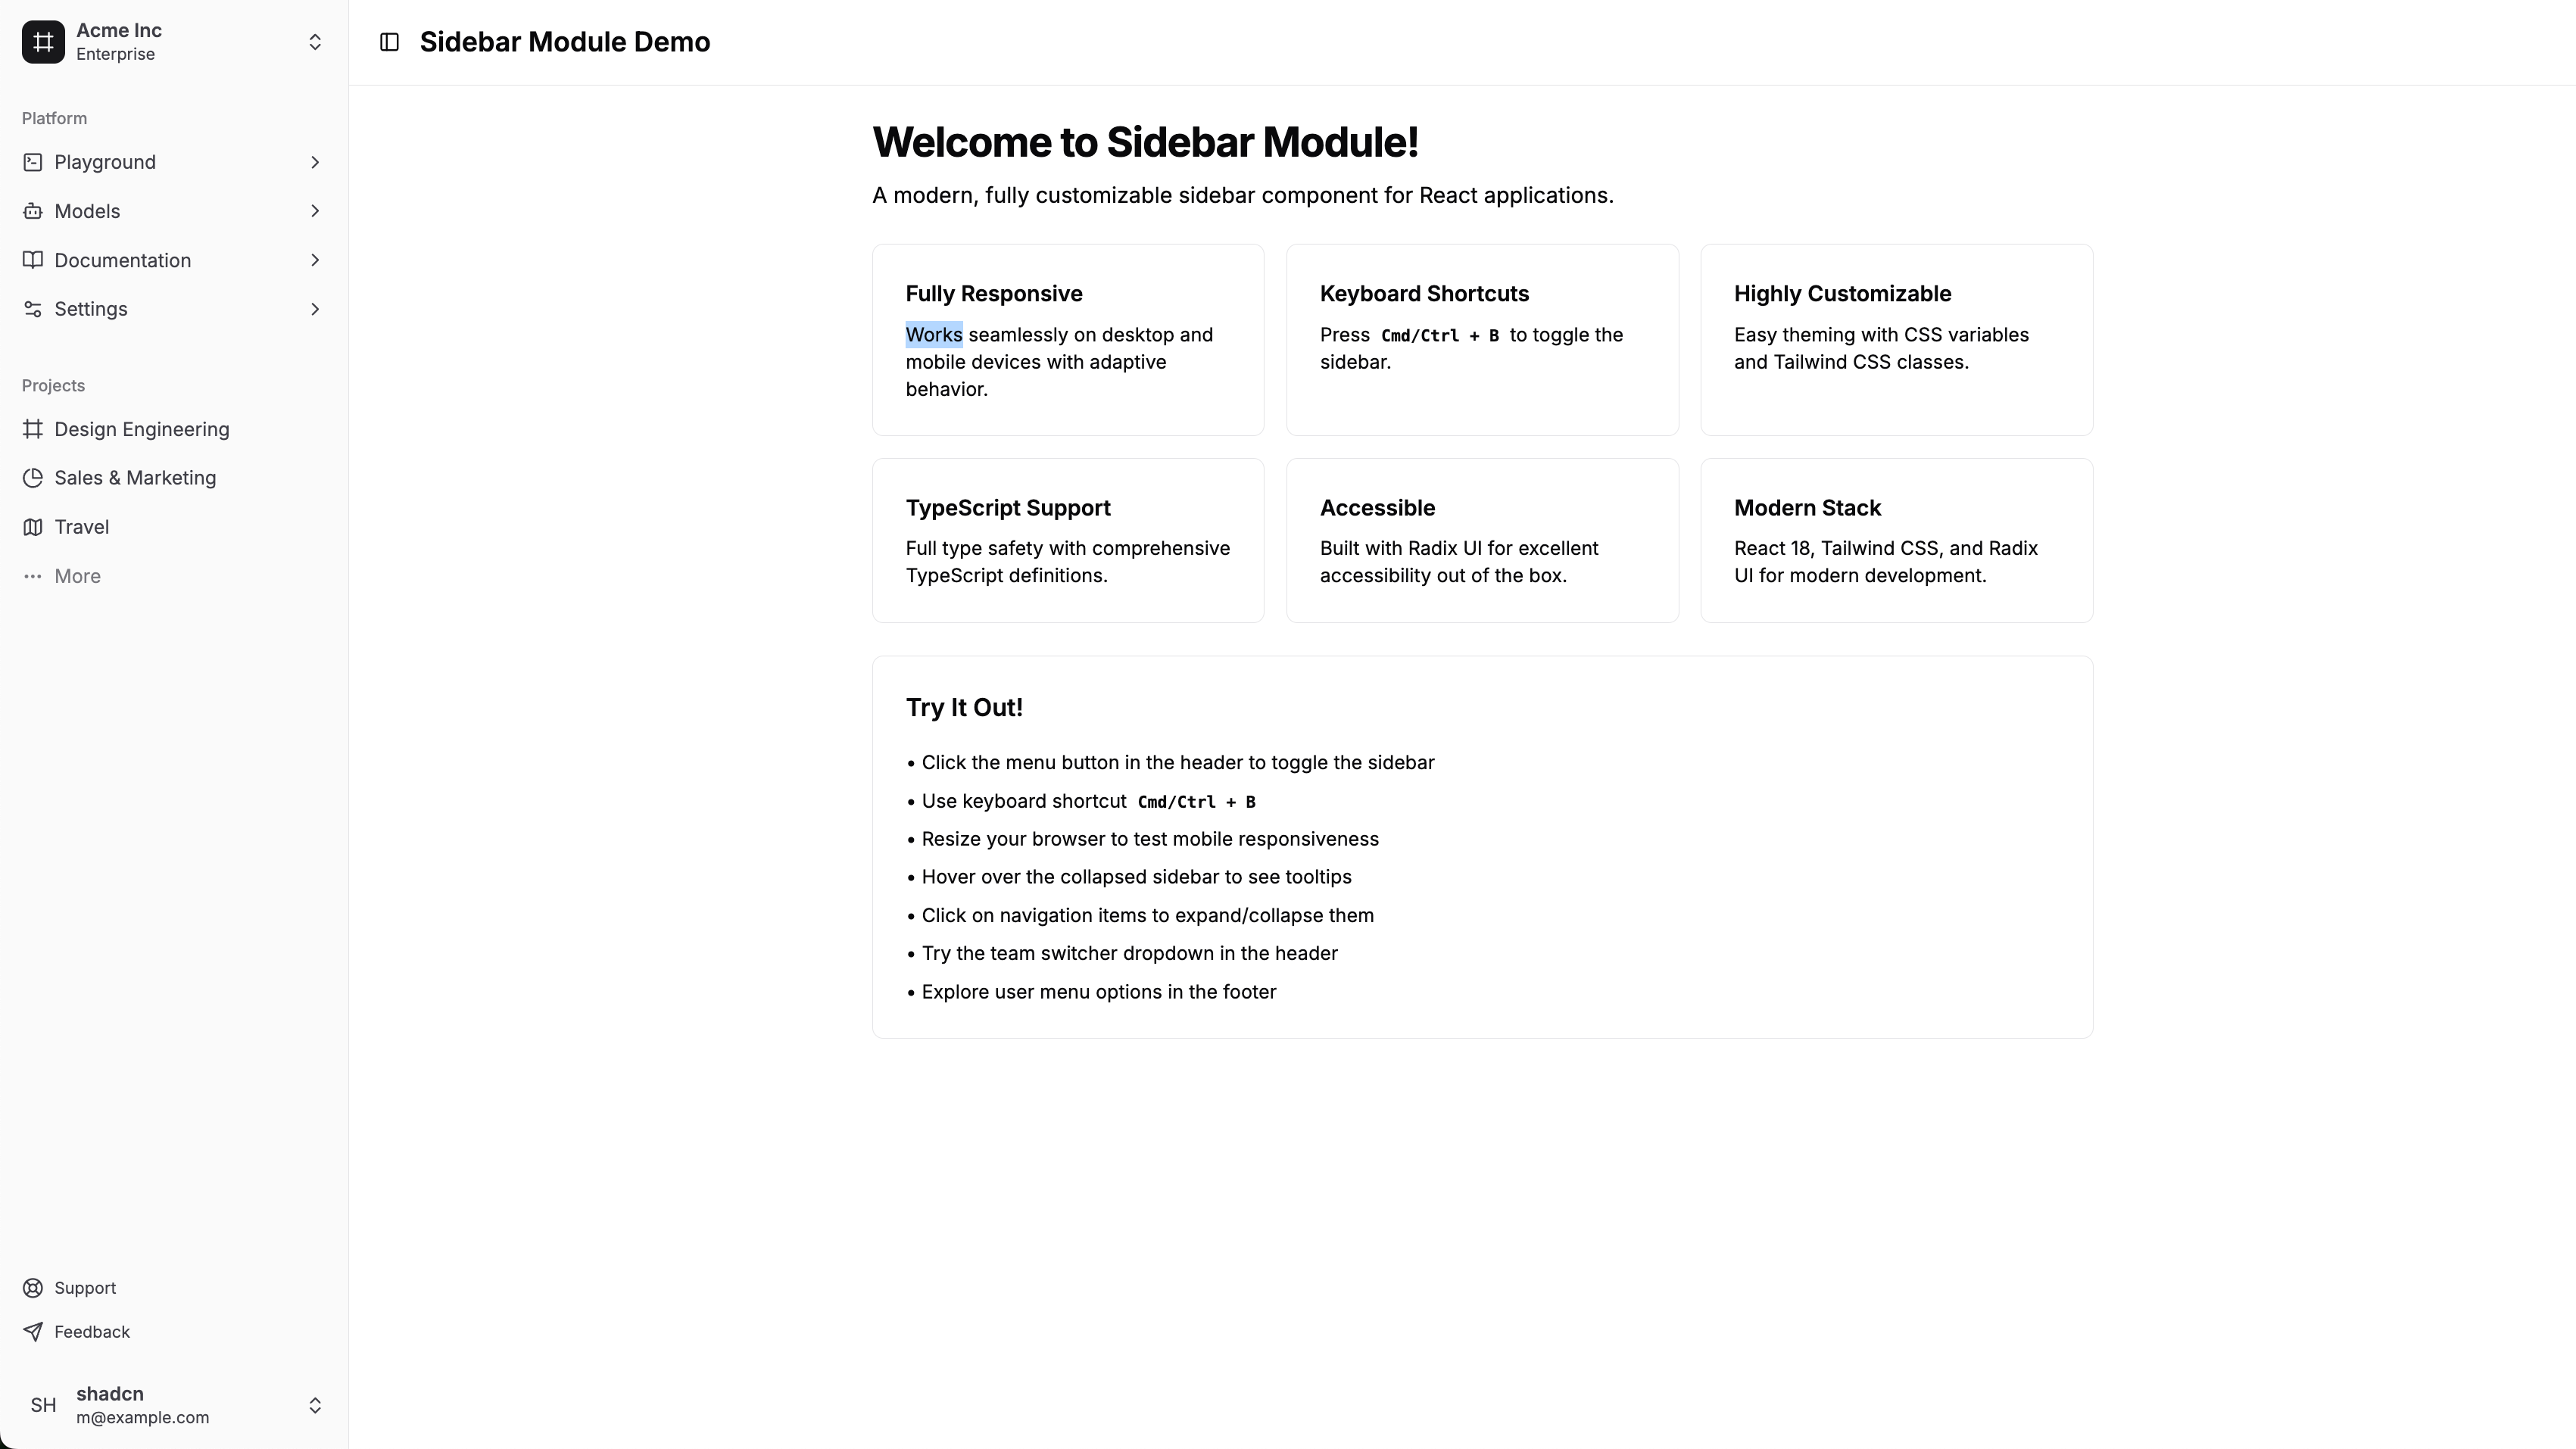 Acme Inc
Enterprise
Platform
Playground
Models
Documentation
Settings
Projects
Design Engineering
Sales & Marketing
Travel
More
Support
Feedback
SH
shadcn
m@example.com
Sidebar Module Demo
Welcome to Sidebar Module!
A modern, fully customizable sidebar component for React applications.
Fully Responsive
Works seamlessly on desktop and
mobile devices with adaptive
behavior.
Keyboard Shortcuts
Press Cmd/Ctrl + B to toggle the
sidebar.
Highly Customizable
Easy theming with CSS variables
and Tailwind CSS classes.
TypeScript Support
Full type safety with comprehensive
TypeScript definitions.
Accessible
Built with Radix UI for excellent
accessibility out of the box.
Modern Stack
React 18, Tailwind CSS, and Radix
UI for modern development.
Try It Out!
• Click the menu button in the header to toggle the sidebar
• Use keyboard shortcut Cmd/Ctrl + B
• Resize your browser to test mobile responsiveness
• Hover over the collapsed sidebar to see tooltips
• Click on navigation items to expand/collapse them
• Try the team switcher dropdown in the header
• Explore user menu options in the footer